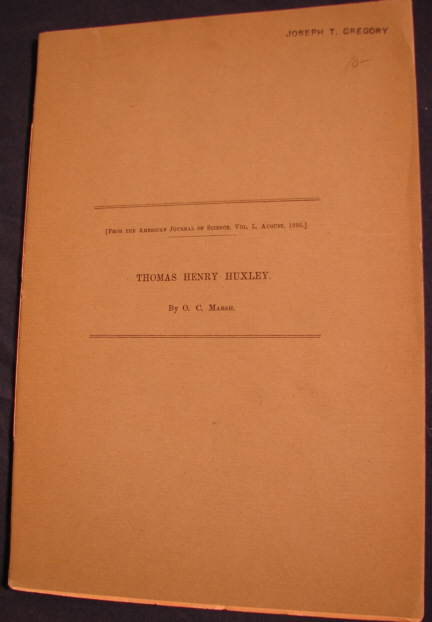 JOSEPH T. GREGORY
[FROM THE AMERICAN JOURNAL OF SCIENCE, VOL. L, AUGUST, 1895.]
THOMAS HENRY HUXLEY.
By O. C. MARSH.